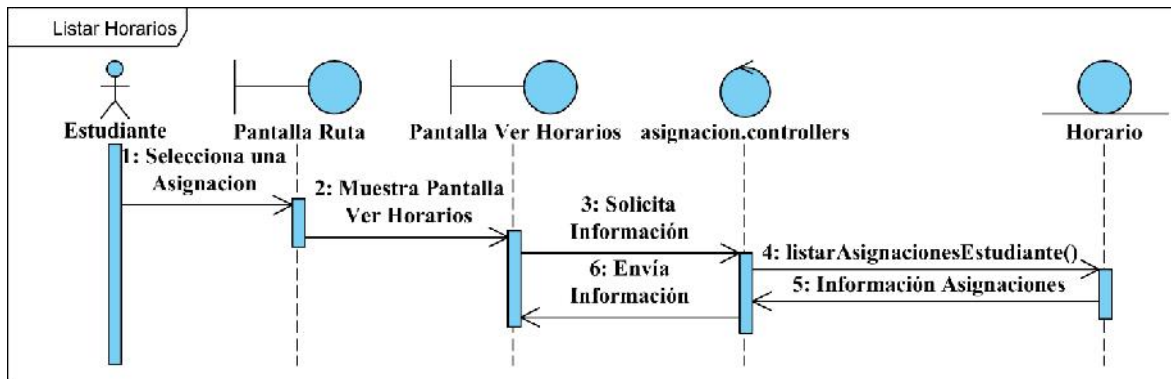 Listar Horarios
Estudiante
Pantalla Ruta
Pantalla Ver Horarios
asignacion.controllers
Horario
1: Selecciona una
Asignacion
2: Muestra Pantalla
Ver Horarios
3: Solicita
Información
4: listarAsignacionesEstudiante()
5: Información Asignaciones
6: Envía
Información